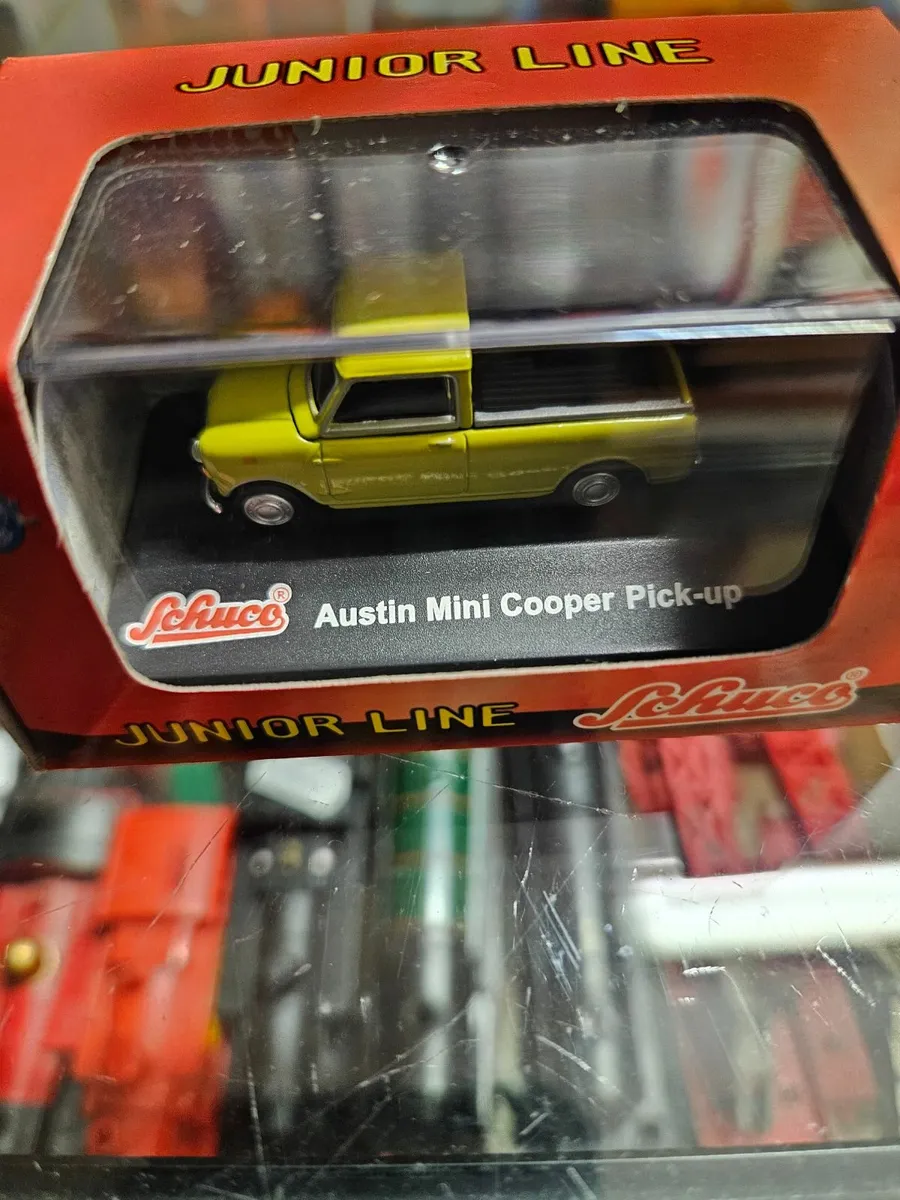 JUNIOR LINE
Schuco® Austin Mini Cooper Pick-up
JUNIOR LINE Schuco®